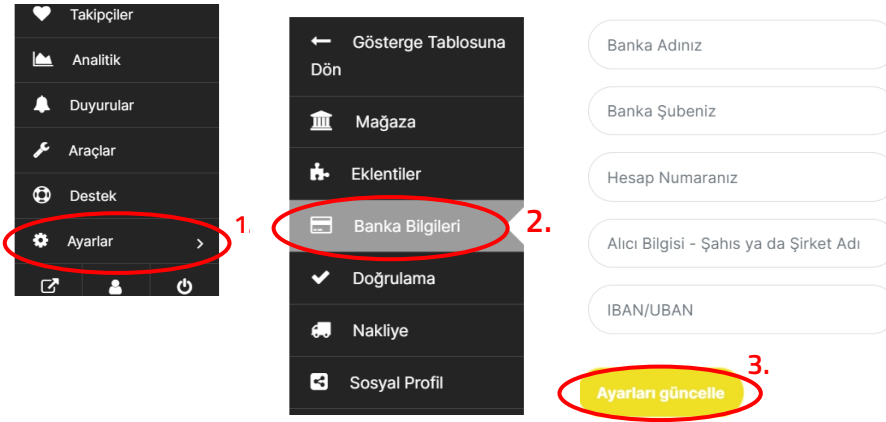 Takipçiler
Analitik
Duyurular
Araçlar
Destek
Ayarlar
1.
Gösterge Tablosuna
Dön
Mağaza
Eklentiler
Banka Bilgileri
2.
Doğrulama
Nakliye
Sosyal Profil
Banka Adınız
Banka Şubeniz
Hesap Numaranız
Alıcı Bilgisi - Şahıs ya da Şirket Adı
IBAN/UBAN
3.
Ayarları güncelle